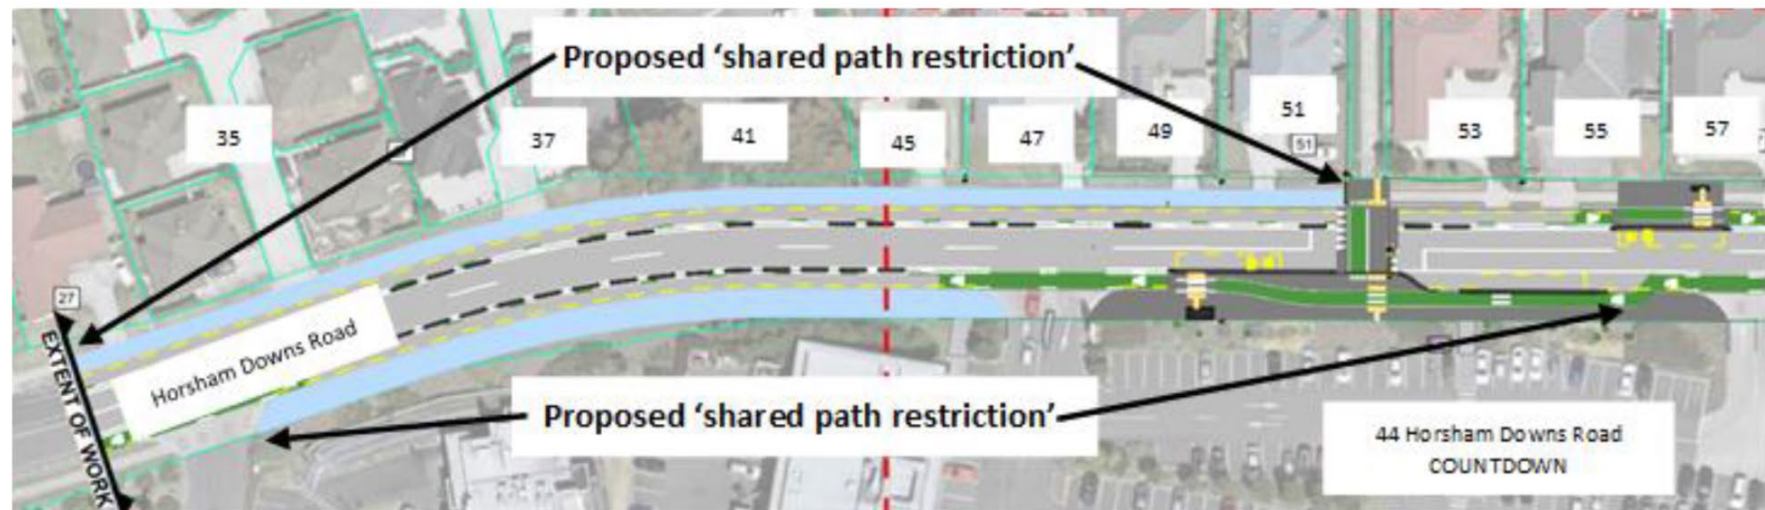 Proposed ‘shared path restriction’
35
37
41
45
47
49
51
51
53
55
57
27
EXTENT OF WORK
Horsham Downs Road
Proposed ‘shared path restriction’
44 Horsham Downs Road
COUNTDOWN